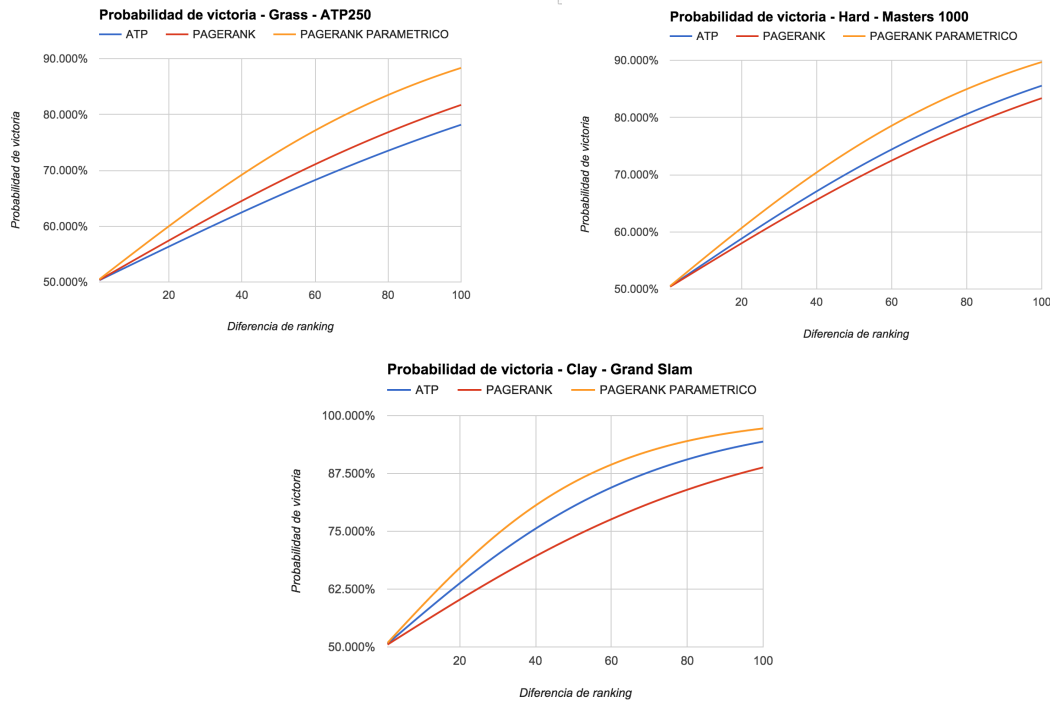 Probabilidad de victoria - Grass - ATP250
ATP PAGERANK PAGERANK PARAMETRICO
90.000%
80.000%
70.000%
60.000%
50.000%
Probabilidad de victoria
20 40 60 80 100
Diferencia de ranking
Probabilidad de victoria - Hard - Masters 1000
ATP PAGERANK PAGERANK PARAMETRICO
90.000%
80.000%
70.000%
60.000%
50.000%
Probabilidad de victoria
20 40 60 80 100
Diferencia de ranking
Probabilidad de victoria - Clay - Grand Slam
ATP PAGERANK PAGERANK PARAMETRICO
100.000%
87.500%
75.000%
62.500%
50.000%
Probabilidad de victoria
20 40 60 80 100
Diferencia de ranking